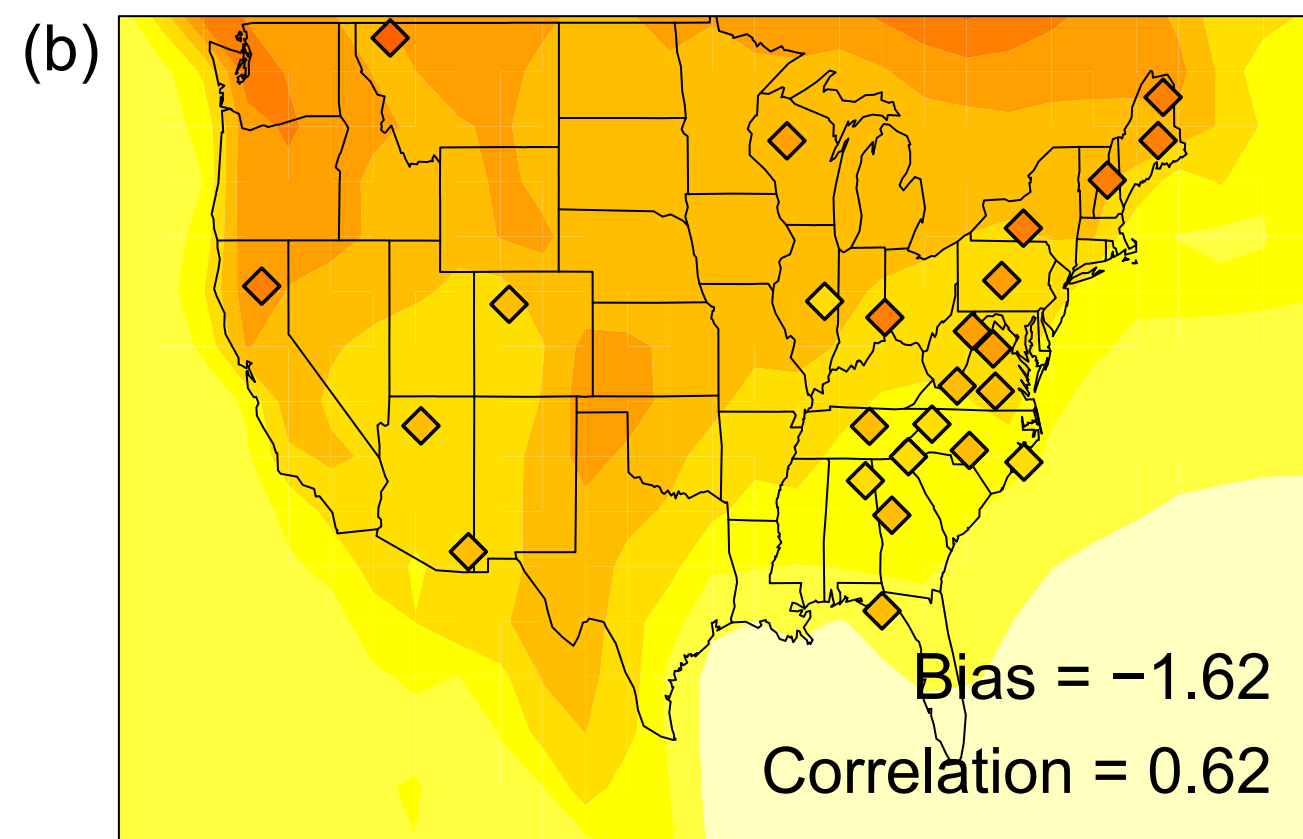 (b)
Bias = −1.62
Correlation = 0.62